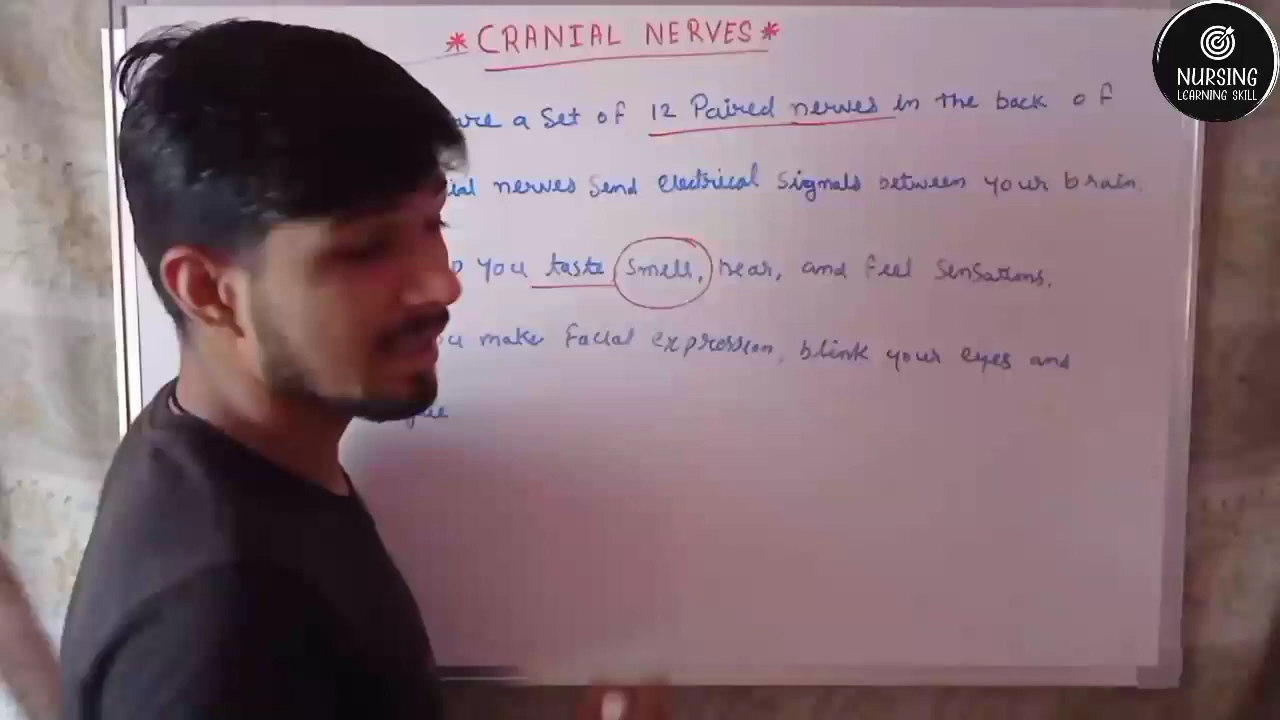 * CRANIAL NERVES *
are a Set of 12 Paired nerves in the back of
nerves Send electrical Signals between your brain.
you taste smell, hear, and feel Sensations.
make facial expression, blink your eyes and
NURSING
LEARNING SKILL